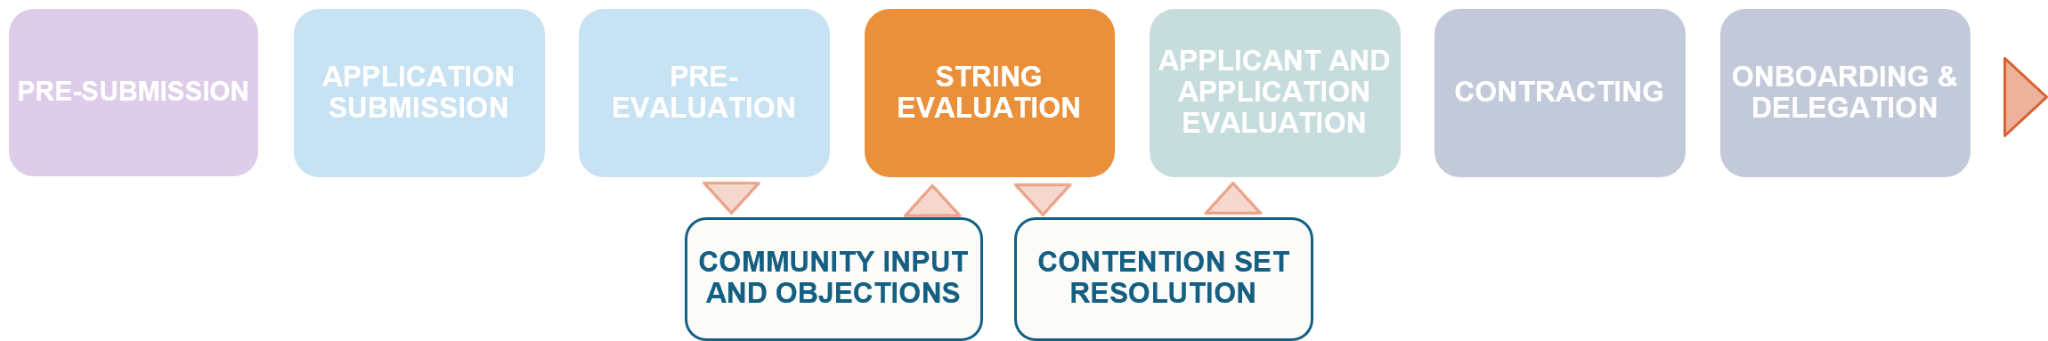 PRE-SUBMISSION
APPLICATION
SUBMISSION
PRE-
EVALUATION
STRING
EVALUATION
APPLICANT AND
APPLICATION
EVALUATION
CONTRACTING
ONBOARDING &
DELEGATION
COMMUNITY INPUT
AND OBJECTIONS
CONTENTION SET
RESOLUTION